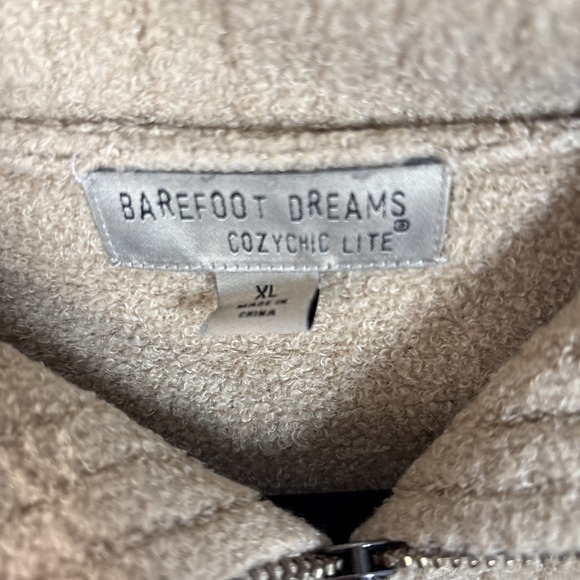 BAREFOOT DREAMS
COZYCHIC LITE®
XL
MADE IN
CHINA